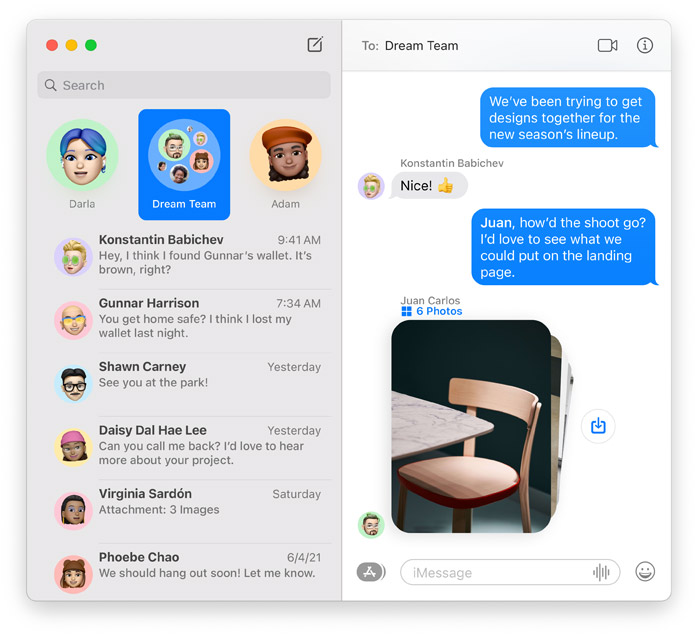 Search
Darla
Dream Team
Adam
Konstantin Babichev 9:41 AM
Hey, I think I found Gunnar’s wallet. It’s
brown, right?
Gunnar Harrison 7:34 AM
You get home safe? I think I lost my
wallet last night.
Shawn Carney Yesterday
See you at the park!
Daisy Dal Hae Lee Yesterday
Can you call me back? I’d love to hear
more about your project.
Virginia Sardón Saturday
Attachment: 3 Images
Phoebe Chao 6/4/21
We should hang out soon! Let me know.
To: Dream Team
We’ve been trying to get
designs together for the
new season’s lineup.
Konstantin Babichev
Nice! 👍
Juan, how’d the shoot go?
I’d love to see what we
could put on the landing
page.
Juan Carlos
6 Photos
iMessage